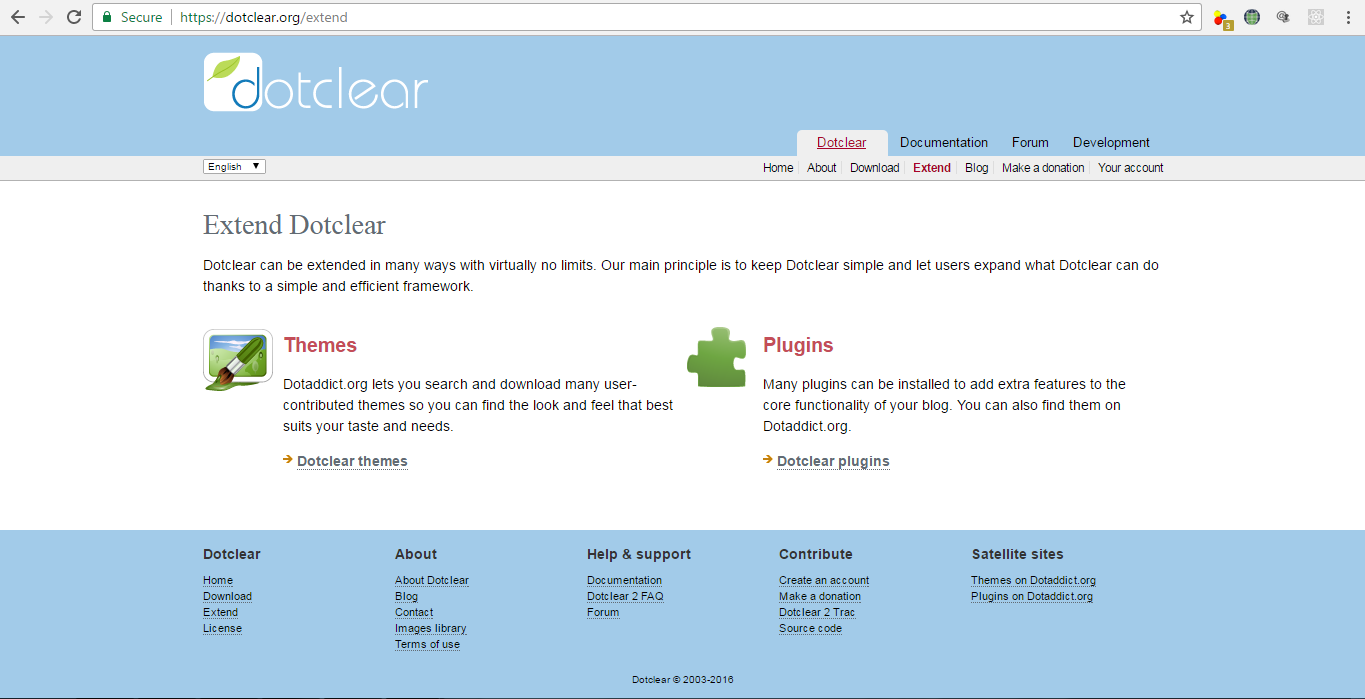 Secure https://dotclear.org/extend
3
dotclear
Dotclear Documentation Forum Development
English ▼
Home About Download Extend Blog Make a donation Your account
Extend Dotclear
Dotclear can be extended in many ways with virtually no limits. Our main principle is to keep Dotclear simple and let users expand what Dotclear can do
thanks to a simple and efficient framework.
Themes
Dotaddict.org lets you search and download many user-
contributed themes so you can find the look and feel that best
suits your taste and needs.
Dotclear themes
Plugins
Many plugins can be installed to add extra features to the
core functionality of your blog. You can also find them on
Dotaddict.org.
Dotclear plugins
Dotclear
Home
Download
Extend
License
About
About Dotclear
Blog
Contact
Images library
Terms of use
Help & support
Documentation
Dotclear 2 FAQ
Forum
Contribute
Create an account
Make a donation
Dotclear 2 Trac
Source code
Satellite sites
Themes on Dotaddict.org
Plugins on Dotaddict.org
Dotclear © 2003-2016